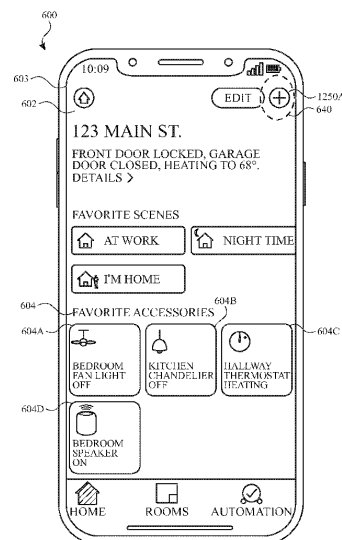 600
10:09
603
602
EDIT
1250A
640
123 MAIN ST.
FRONT DOOR LOCKED, GARAGE
DOOR CLOSED, HEATING TO 68°.
DETAILS >
FAVORITE SCENES
AT WORK
NIGHT TIME
I'M HOME
604
604B
FAVORITE ACCESSORIES
604A
604C
BEDROOM
FAN LIGHT
OFF
KITCHEN
CHANDELIER
OFF
HALLWAY
THERMOSTAT
HEATING
604D
BEDROOM
SPEAKER
ON
HOME
ROOMS
AUTOMATION